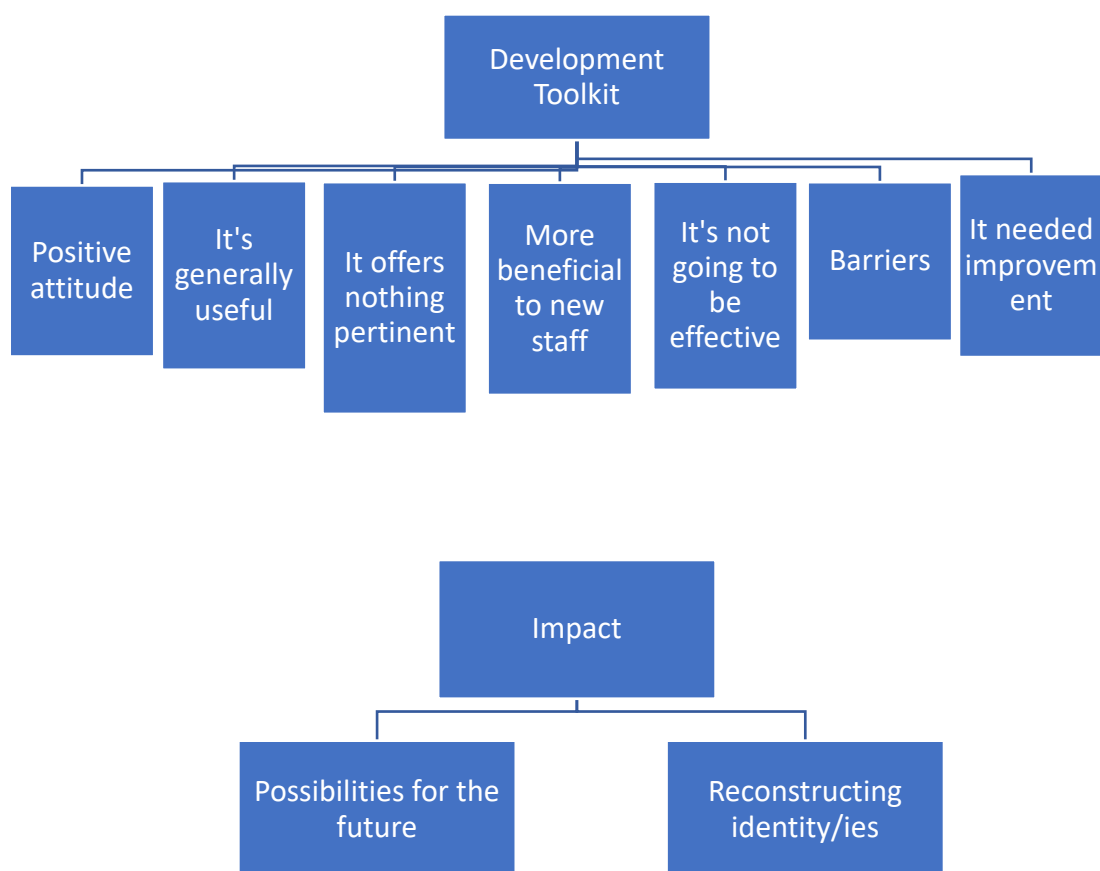 Development
Toolkit
Positive
attitude
It's
generally
useful
It offers
nothing
pertinent
More
beneficial
to new
staff
It's not
going to
be
effective
Barriers
It needed
improvem
ent
Impact
Possibilities for the
future
Reconstructing
identity/ies